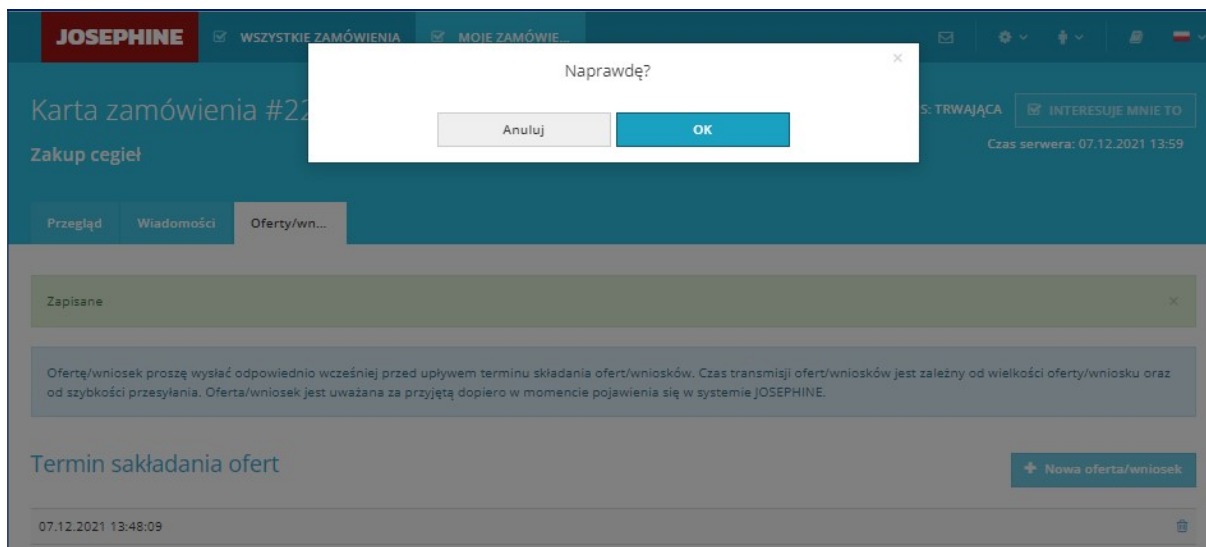 JOSEPHINE
WSZYSTKIE ZAMÓWIENIA
MOJE ZAMÓWIE...
Naprawdę?
×
Anuluj
OK
Karta zamówienia #22
S: TRWAJĄCA
INTERESUJE MNIE TO
Zakup cegieł
Czas serwera: 07.12.2021 13:59
Przegląd
Wiadomości
Oferty/wn...
Zapisane
×
Ofertę/wniosek proszę wysłać odpowiednio wcześniej przed upływem terminu składania ofert/wniosków. Czas transmisji ofert/wniosków jest zależny od wielkości oferty/wniosku oraz
od szybkości przesyłania. Oferta/wniosek jest uważana za przyjętą dopiero w momencie pojawienia się w systemie JOSEPHINE.
Termin sakładania ofert
+ Nowa oferta/wniosek
07.12.2021 13:48:09